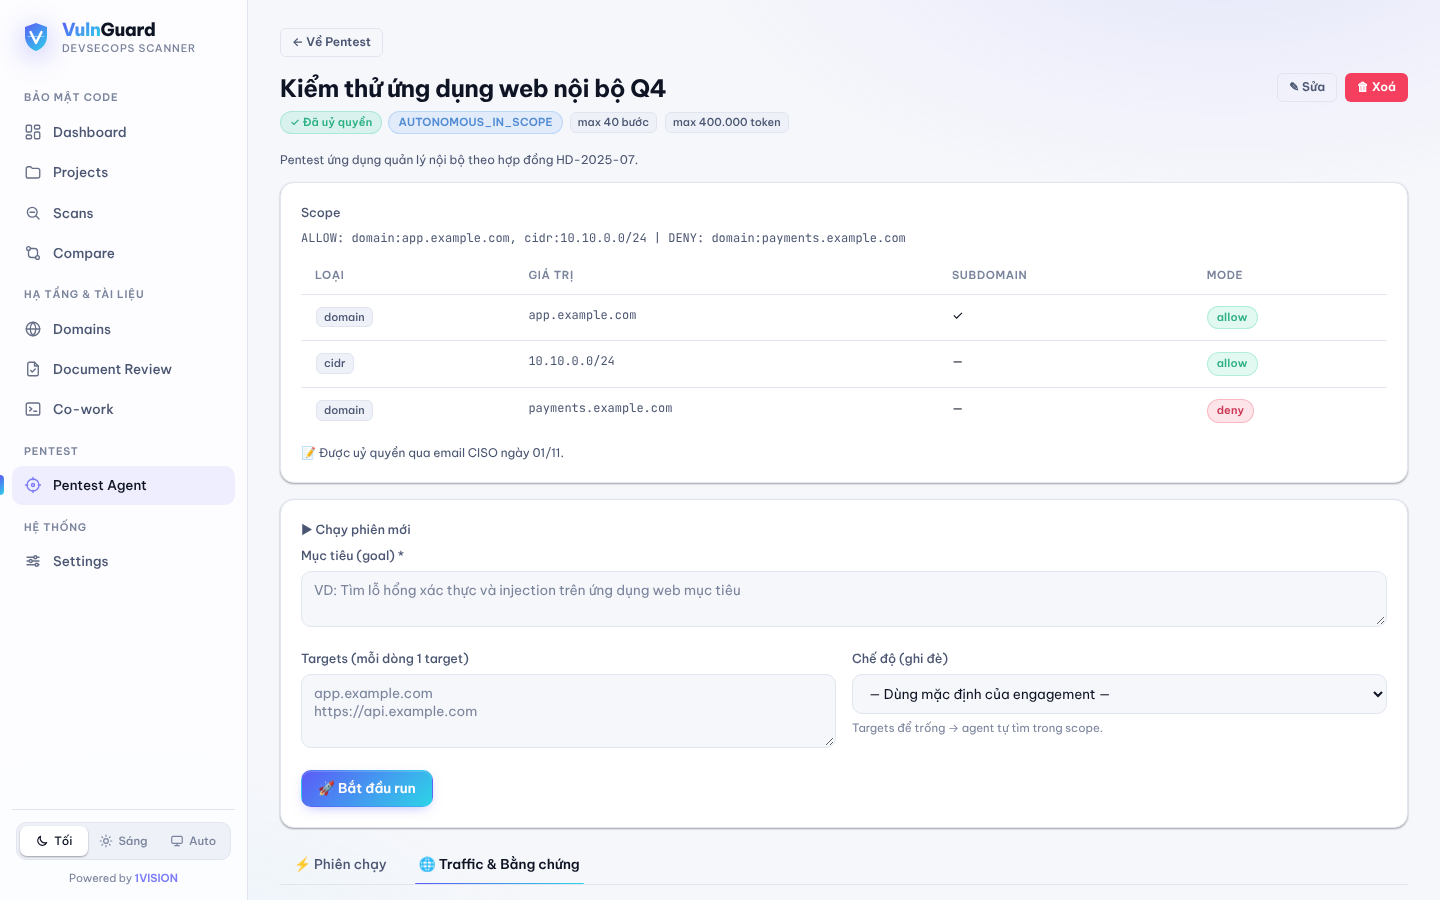 VulnGuard
DEVSECOPS SCANNER
BẢO MẬT CODE
Dashboard
Projects
Scans
Compare
HẠ TẦNG & TÀI LIỆU
Domains
Document Review
Co-work
PENTEST
Pentest Agent
HỆ THỐNG
Settings
Tối Sáng Auto
Powered by 1VISION
← Về Pentest
Kiểm thử ứng dụng web nội bộ Q4
✎ Sửa 🗑 Xoá
✓ Đã uỷ quyền AUTONOMOUS_IN_SCOPE max 40 bước max 400.000 token
Pentest ứng dụng quản lý nội bộ theo hợp đồng HD-2025-07.
Scope
ALLOW: domain:app.example.com, cidr:10.10.0.0/24 | DENY: domain:payments.example.com
LOẠI GIÁ TRỊ SUBDOMAIN MODE
domain app.example.com ✓ allow
cidr 10.10.0.0/24 — allow
domain payments.example.com — deny
📝 Được uỷ quyền qua email CISO ngày 01/11.
▶ Chạy phiên mới
Mục tiêu (goal) *
VD: Tìm lỗ hổng xác thực và injection trên ứng dụng web mục tiêu
Targets (mỗi dòng 1 target)
app.example.com
https://api.example.com
Chế độ (ghi đè)
— Dùng mặc định của engagement —
Targets để trống → agent tự tìm trong scope.
🚀 Bắt đầu run
⚡ Phiên chạy 🌐 Traffic & Bằng chứng